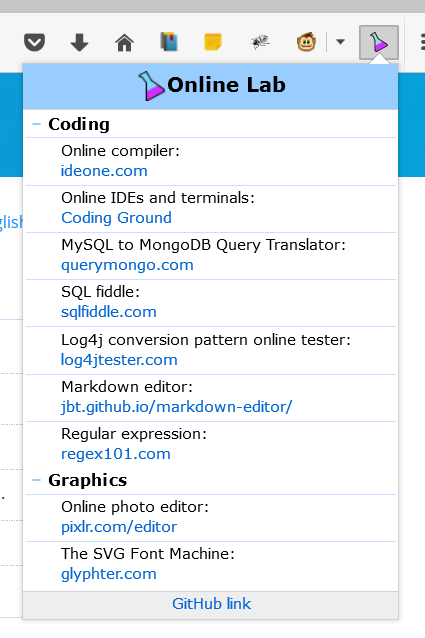 Online Lab
− Coding
Online compiler:
ideone.com
Online IDEs and terminals:
Coding Ground
MySQL to MongoDB Query Translator:
querymongo.com
SQL fiddle:
sqlfiddle.com
Log4j conversion pattern online tester:
log4jtester.com
Markdown editor:
jbt.github.io/markdown-editor/
Regular expression:
regex101.com
− Graphics
Online photo editor:
pixlr.com/editor
The SVG Font Machine:
glyphter.com
GitHub link